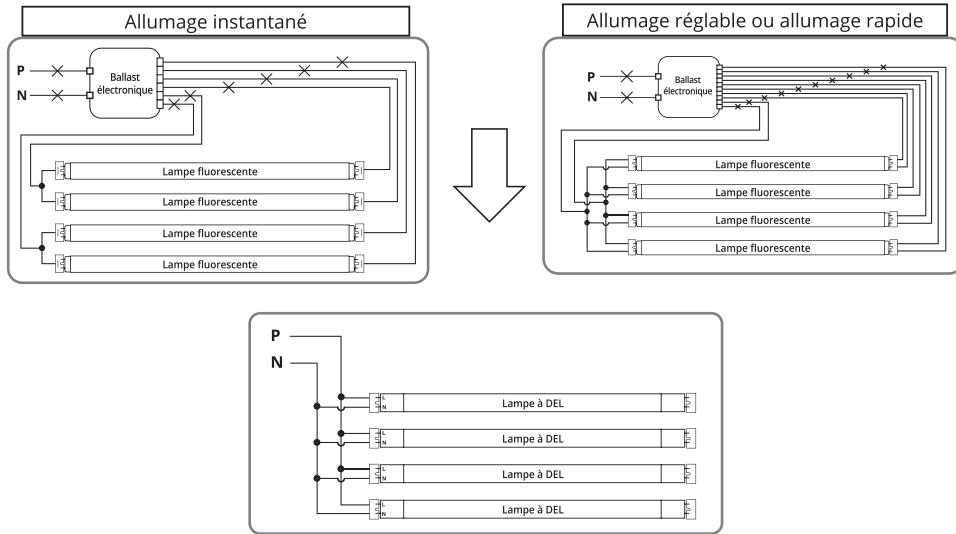 Allumage instantané
P
N
Ballast
électronique
Lampe fluorescente
Lampe fluorescente
Lampe fluorescente
Lampe fluorescente
Allumage réglable ou allumage rapide
P
N
Ballast
électronique
Lampe fluorescente
Lampe fluorescente
Lampe fluorescente
Lampe fluorescente
P
N
L
N
Lampe à DEL
L
N
Lampe à DEL
L
N
Lampe à DEL
L
N
Lampe à DEL